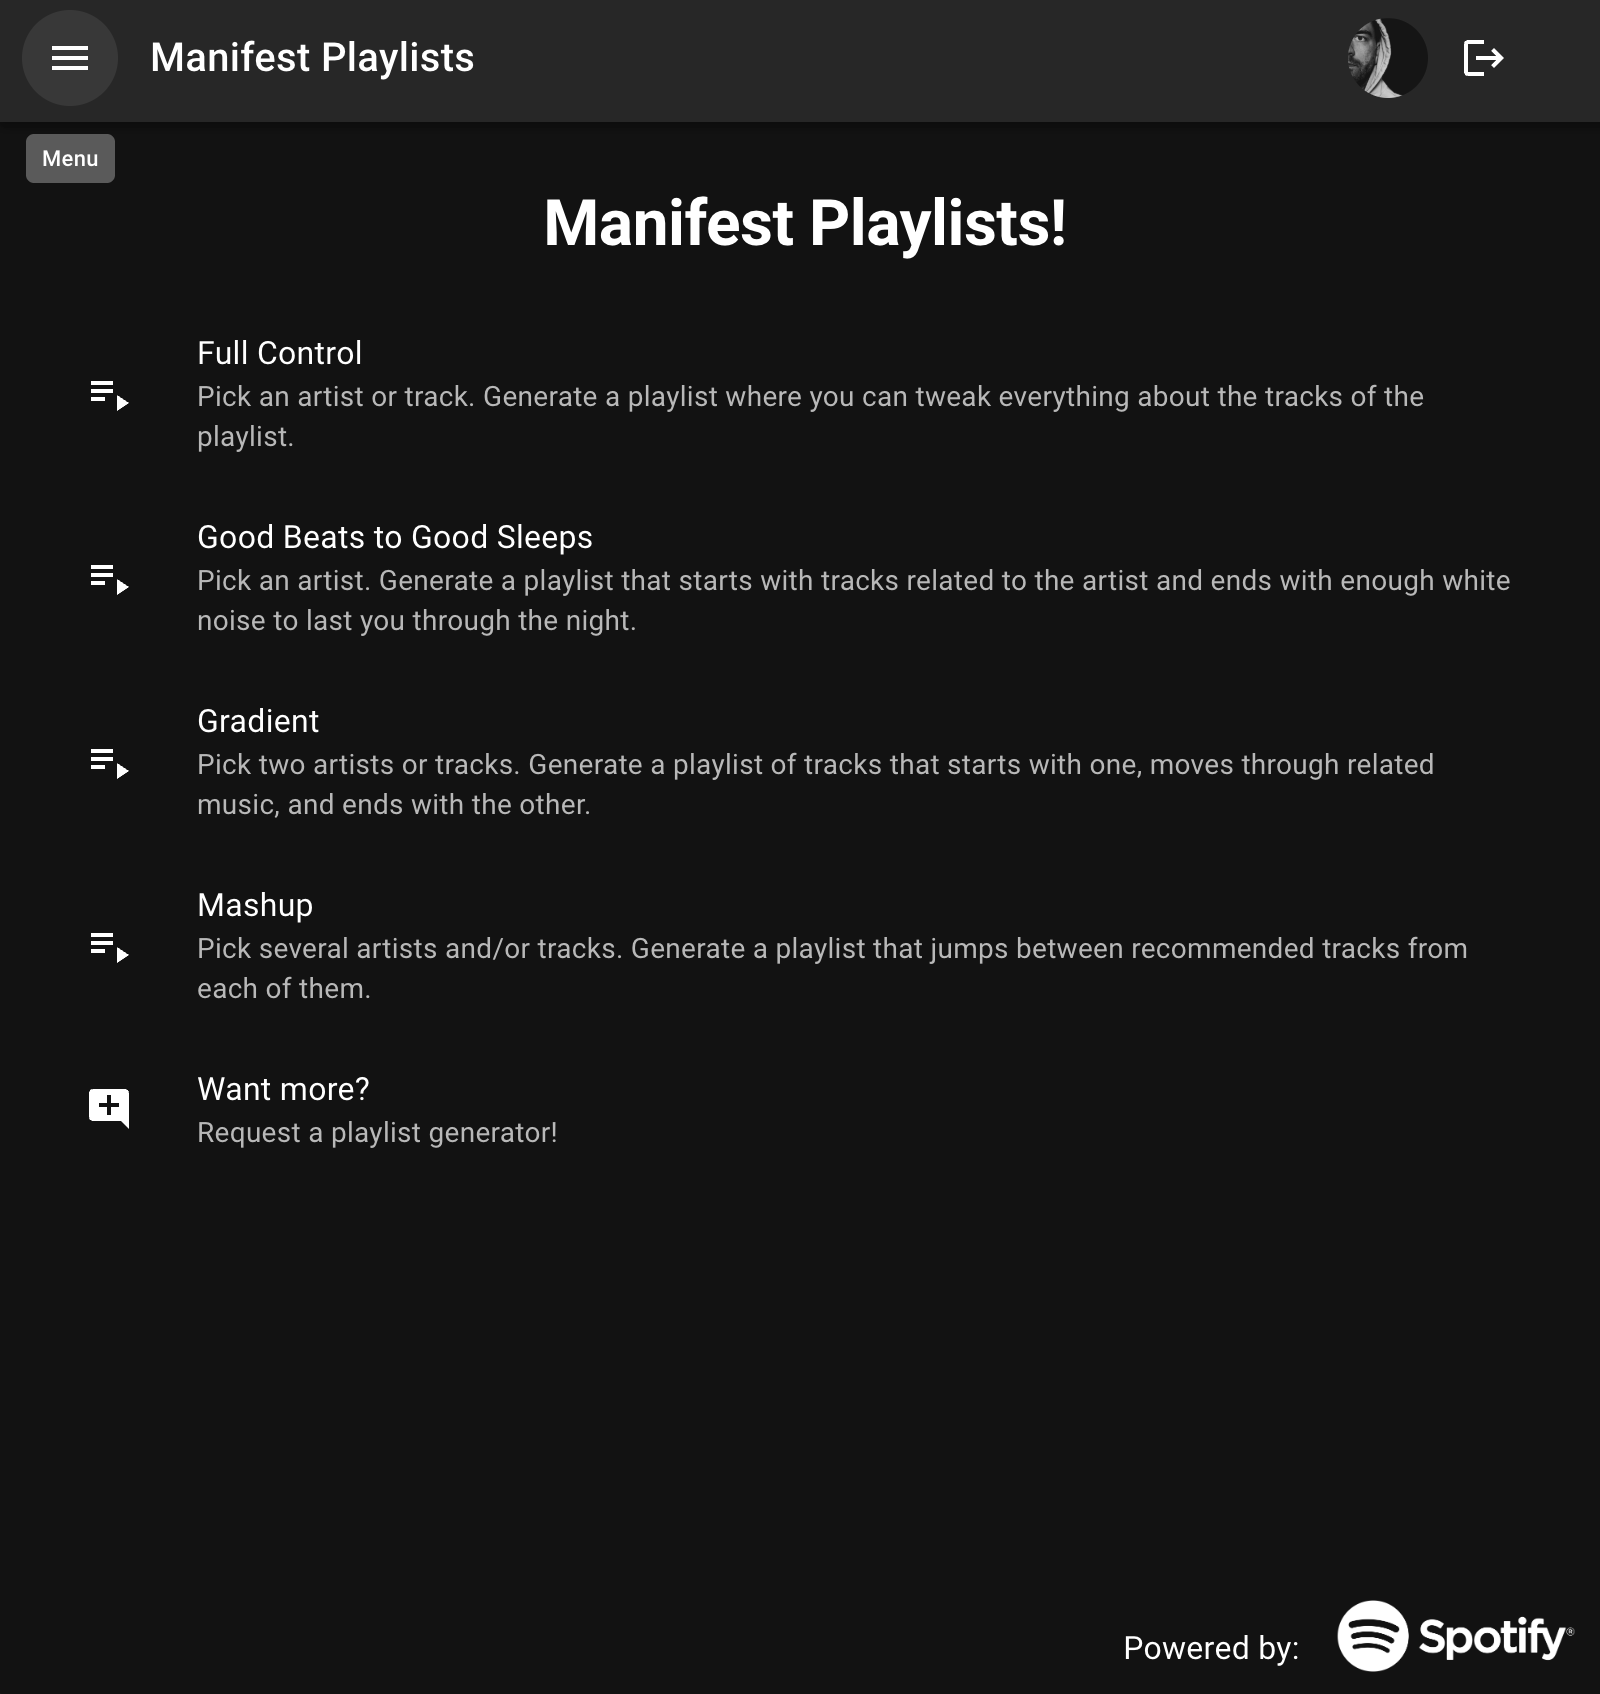 Manifest Playlists
Menu
Manifest Playlists!
Full Control
Pick an artist or track. Generate a playlist where you can tweak everything about the tracks of the
playlist.
Good Beats to Good Sleeps
Pick an artist. Generate a playlist that starts with tracks related to the artist and ends with enough white
noise to last you through the night.
Gradient
Pick two artists or tracks. Generate a playlist of tracks that starts with one, moves through related
music, and ends with the other.
Mashup
Pick several artists and/or tracks. Generate a playlist that jumps between recommended tracks from
each of them.
Want more?
Request a playlist generator!
Powered by: Spotify®